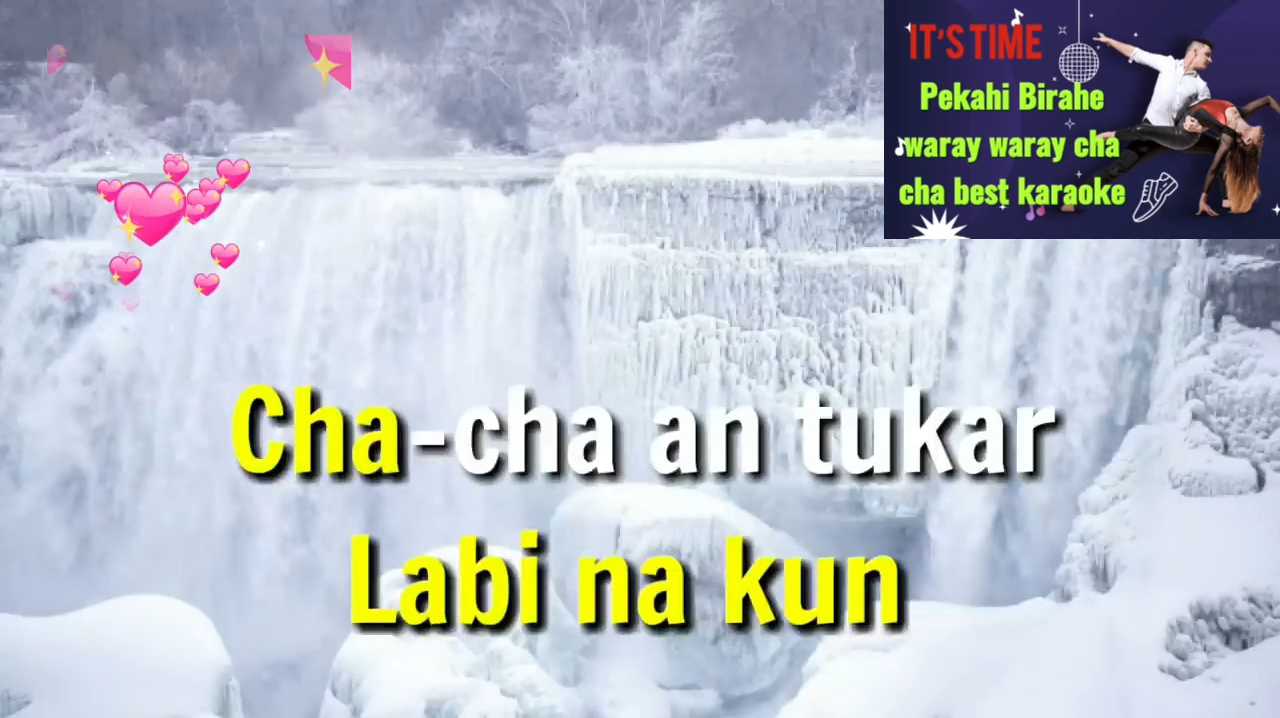 IT'S TIME
Pekahi Birahe
waray waray cha
cha best karaoke
Cha-cha an tukar
Labi na kun